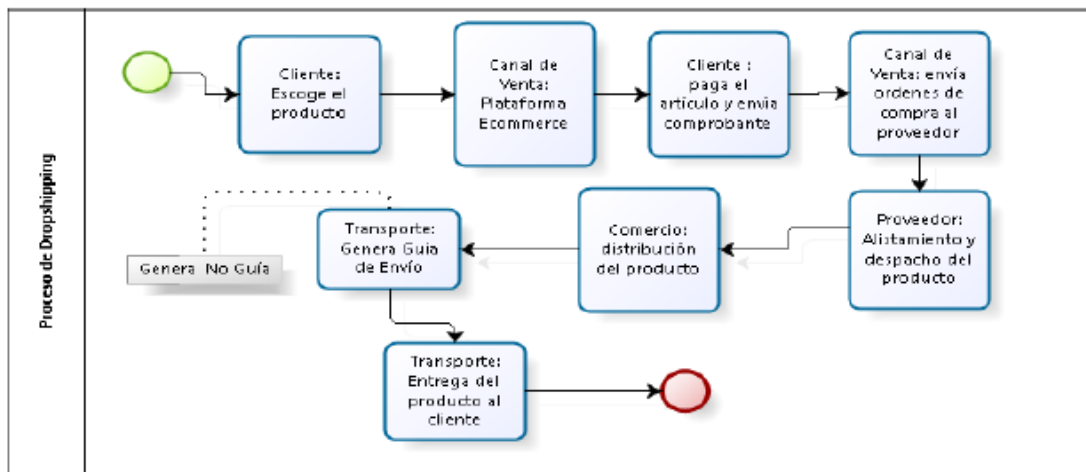 Proceso de Dropshipping
Cliente:
Escoge el
producto
Canal de
Venta:
Plataforma
Ecommerce
Cliente :
paga el
artículo y envia
comprobante
Canal de
Venta: envía
ordenes de
compra al
proveedor
Proveedor:
Alistamiento y
despacho del
producto
Comercio:
distribución
del producto
Transporte:
Genera Guia
de Envío
Genera No Guía
Transporte:
Entrega del
producto al
cliente